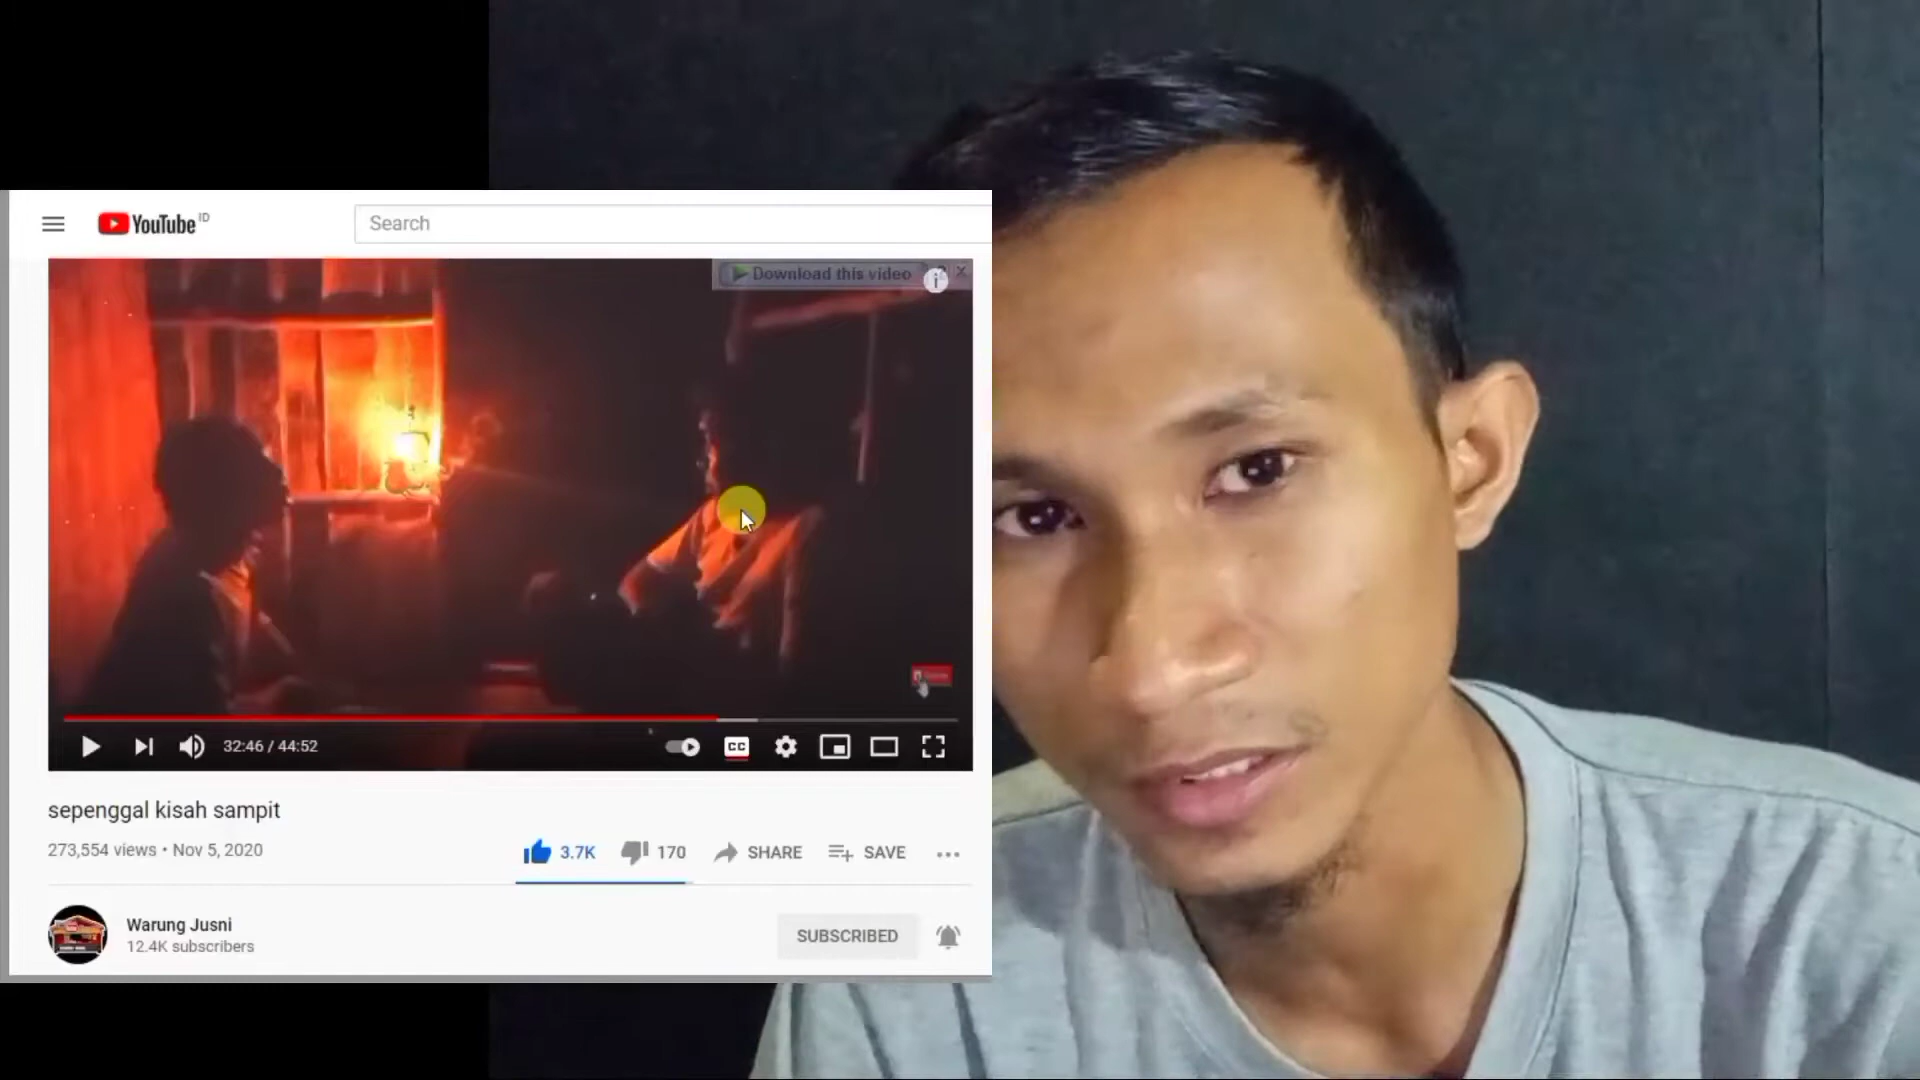 YouTube ID
Search
Download this video
32:46 / 44:52
CC
sepenggal kisah sampit
273,554 views • Nov 5, 2020
3.7K
170
SHARE
SAVE
Warung Jusni
12.4K subscribers
SUBSCRIBED